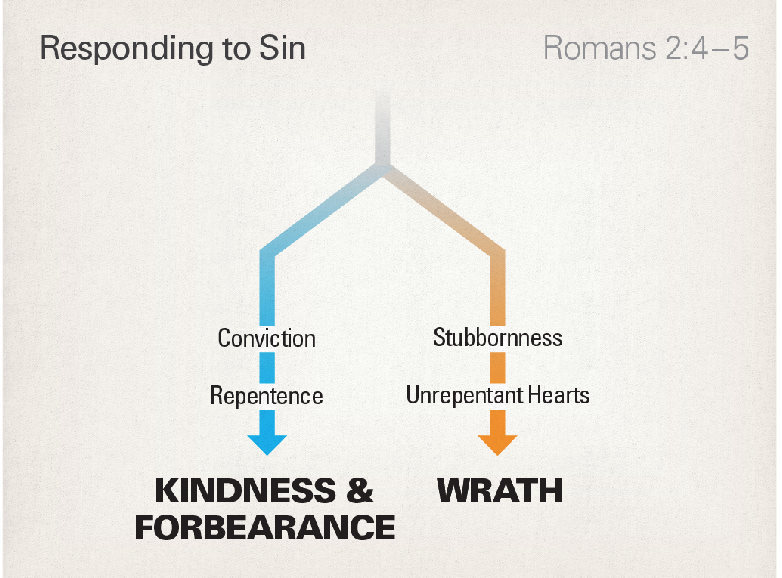 Responding to Sin
Romans 2:4–5
Conviction
Repentence
KINDNESS &
FORBEARANCE
Stubbornness
Unrepentant Hearts
WRATH